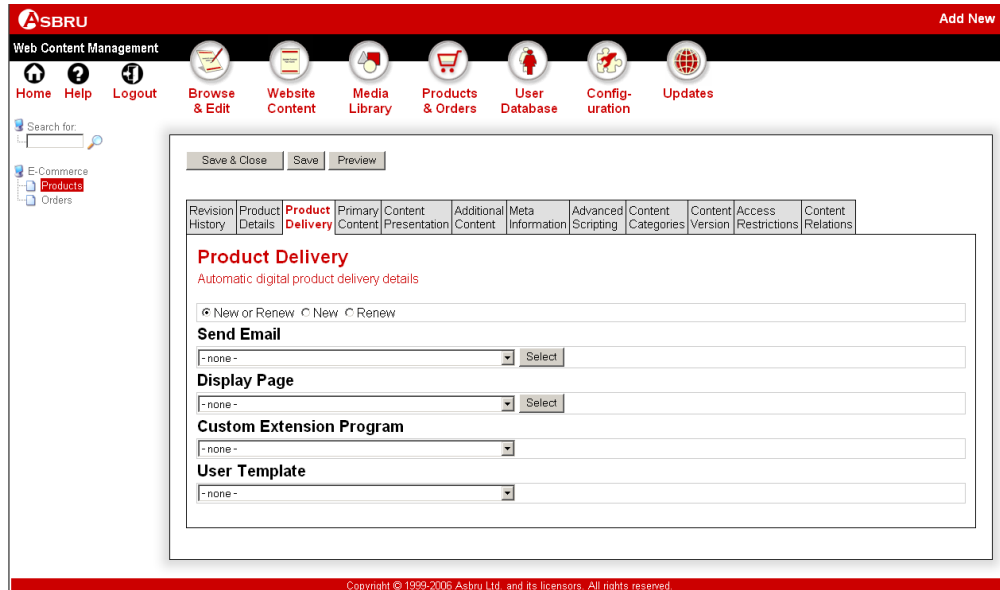 ASBRU
Add New
Web Content Management
Home Help Logout
Browse & Edit
Website Content
Media Library
Products & Orders
User Database
Config-uration
Updates
Search for:
E-Commerce
Products
Orders
Save & Close Save Preview
Revision History
Product Details
Product Delivery
Primary Content
Content Presentation
Additional Content
Meta Information
Advanced Scripting
Content Categories
Content Version
Access Restrictions
Content Relations
Product Delivery
Automatic digital product delivery details
New or Renew New Renew
Send Email
- none - Select
Display Page
- none - Select
Custom Extension Program
- none -
User Template
- none -
Copyright © 1999-2006 Asbru Ltd. and its licensors. All rights reserved.